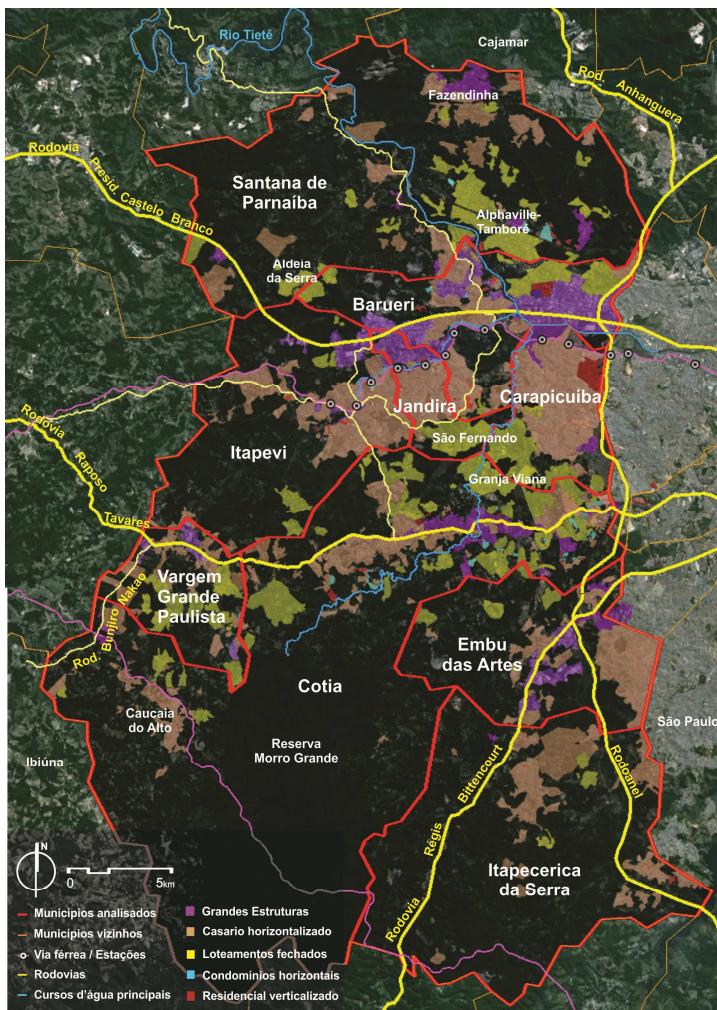 Rio Tietê
Cajamar
Rod. Anhanguera
Fazendinha
Rodovia Presid. Castelo Branco
Santana de
Parnaíba
Alphaville-
Tamboré
Aldeia
da Serra
Barueri
Jandira
Carapicuíba
São Fernando
Itapevi
Granja Viana
Rodovia Raposo Tavares
Vargem
Grande
Paulista
Rod. Bunjiro Nakao
Embu
das Artes
Cotia
Caucaia
do Alto
São Paulo
Reserva
Morro Grande
Ibiúna
Rodoanel
Rodovia Régis Bittencourt
Itapecerica
da Serra
N
0 5km
Municípios analisados
Municípios vizinhos
Via férrea / Estações
Rodovias
Cursos d'água principais
Grandes Estruturas
Casario horizontalizado
Loteamentos fechados
Condomínios horizontais
Residencial verticalizado